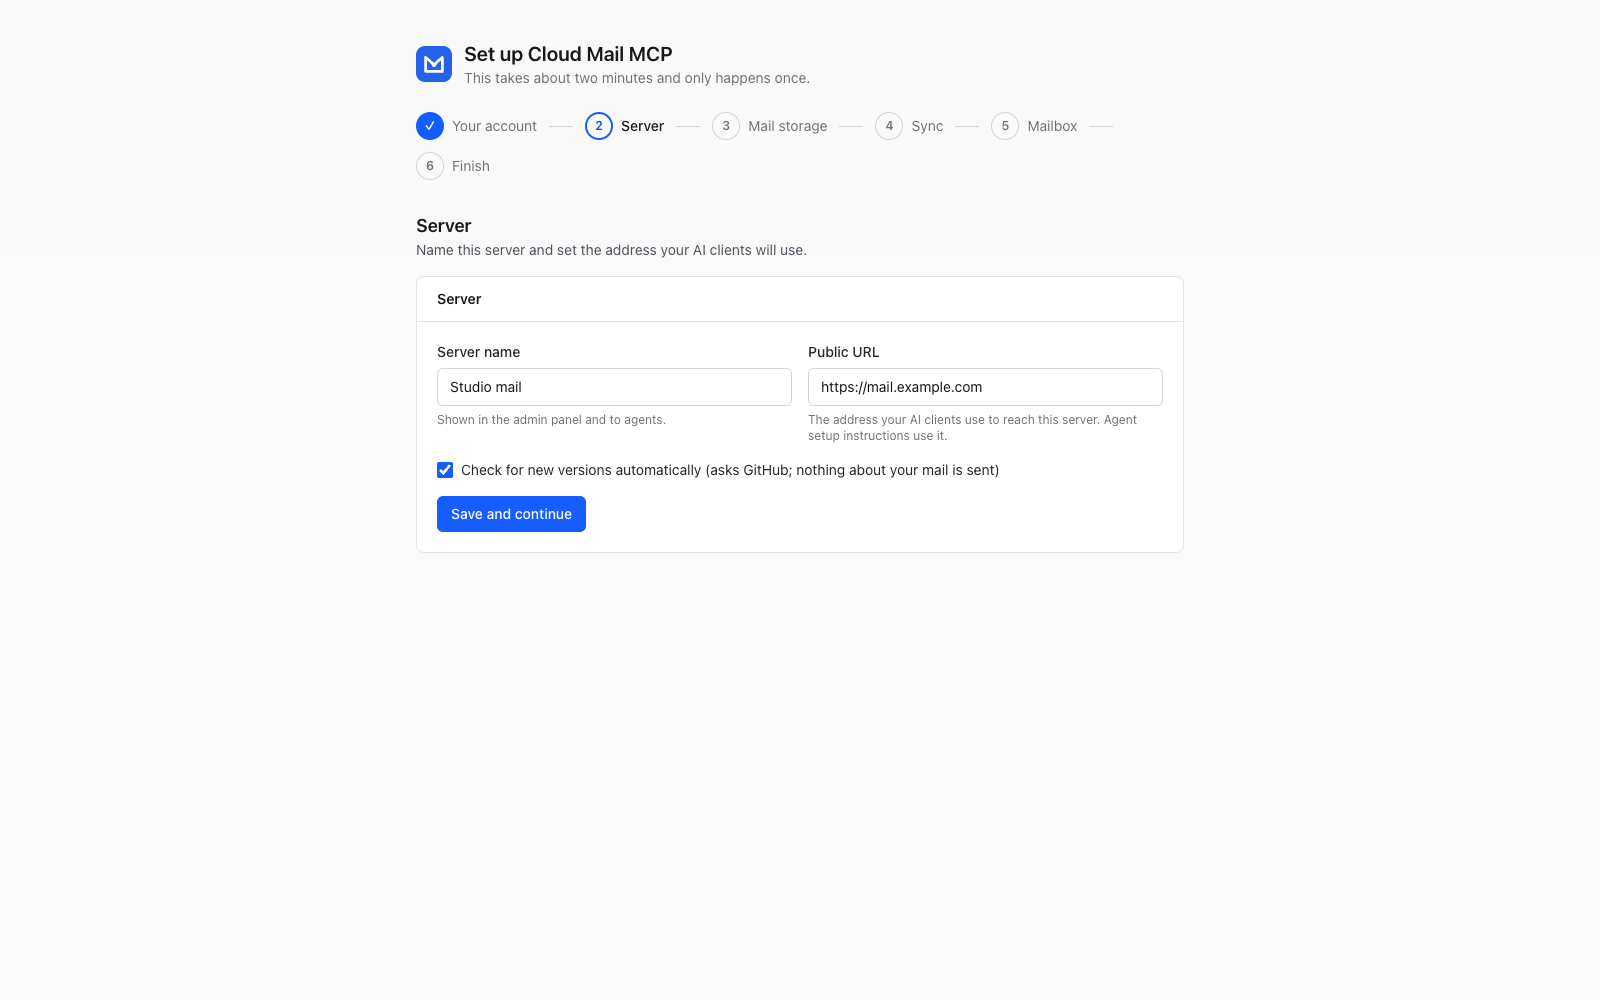 Set up Cloud Mail MCP
This takes about two minutes and only happens once.
Your account
2 Server
3 Mail storage
4 Sync
5 Mailbox
6 Finish
Server
Name this server and set the address your AI clients will use.
Server
Server name
Studio mail
Shown in the admin panel and to agents.
Public URL
https://mail.example.com
The address your AI clients use to reach this server. Agent
setup instructions use it.
Check for new versions automatically (asks GitHub; nothing about your mail is sent)
Save and continue